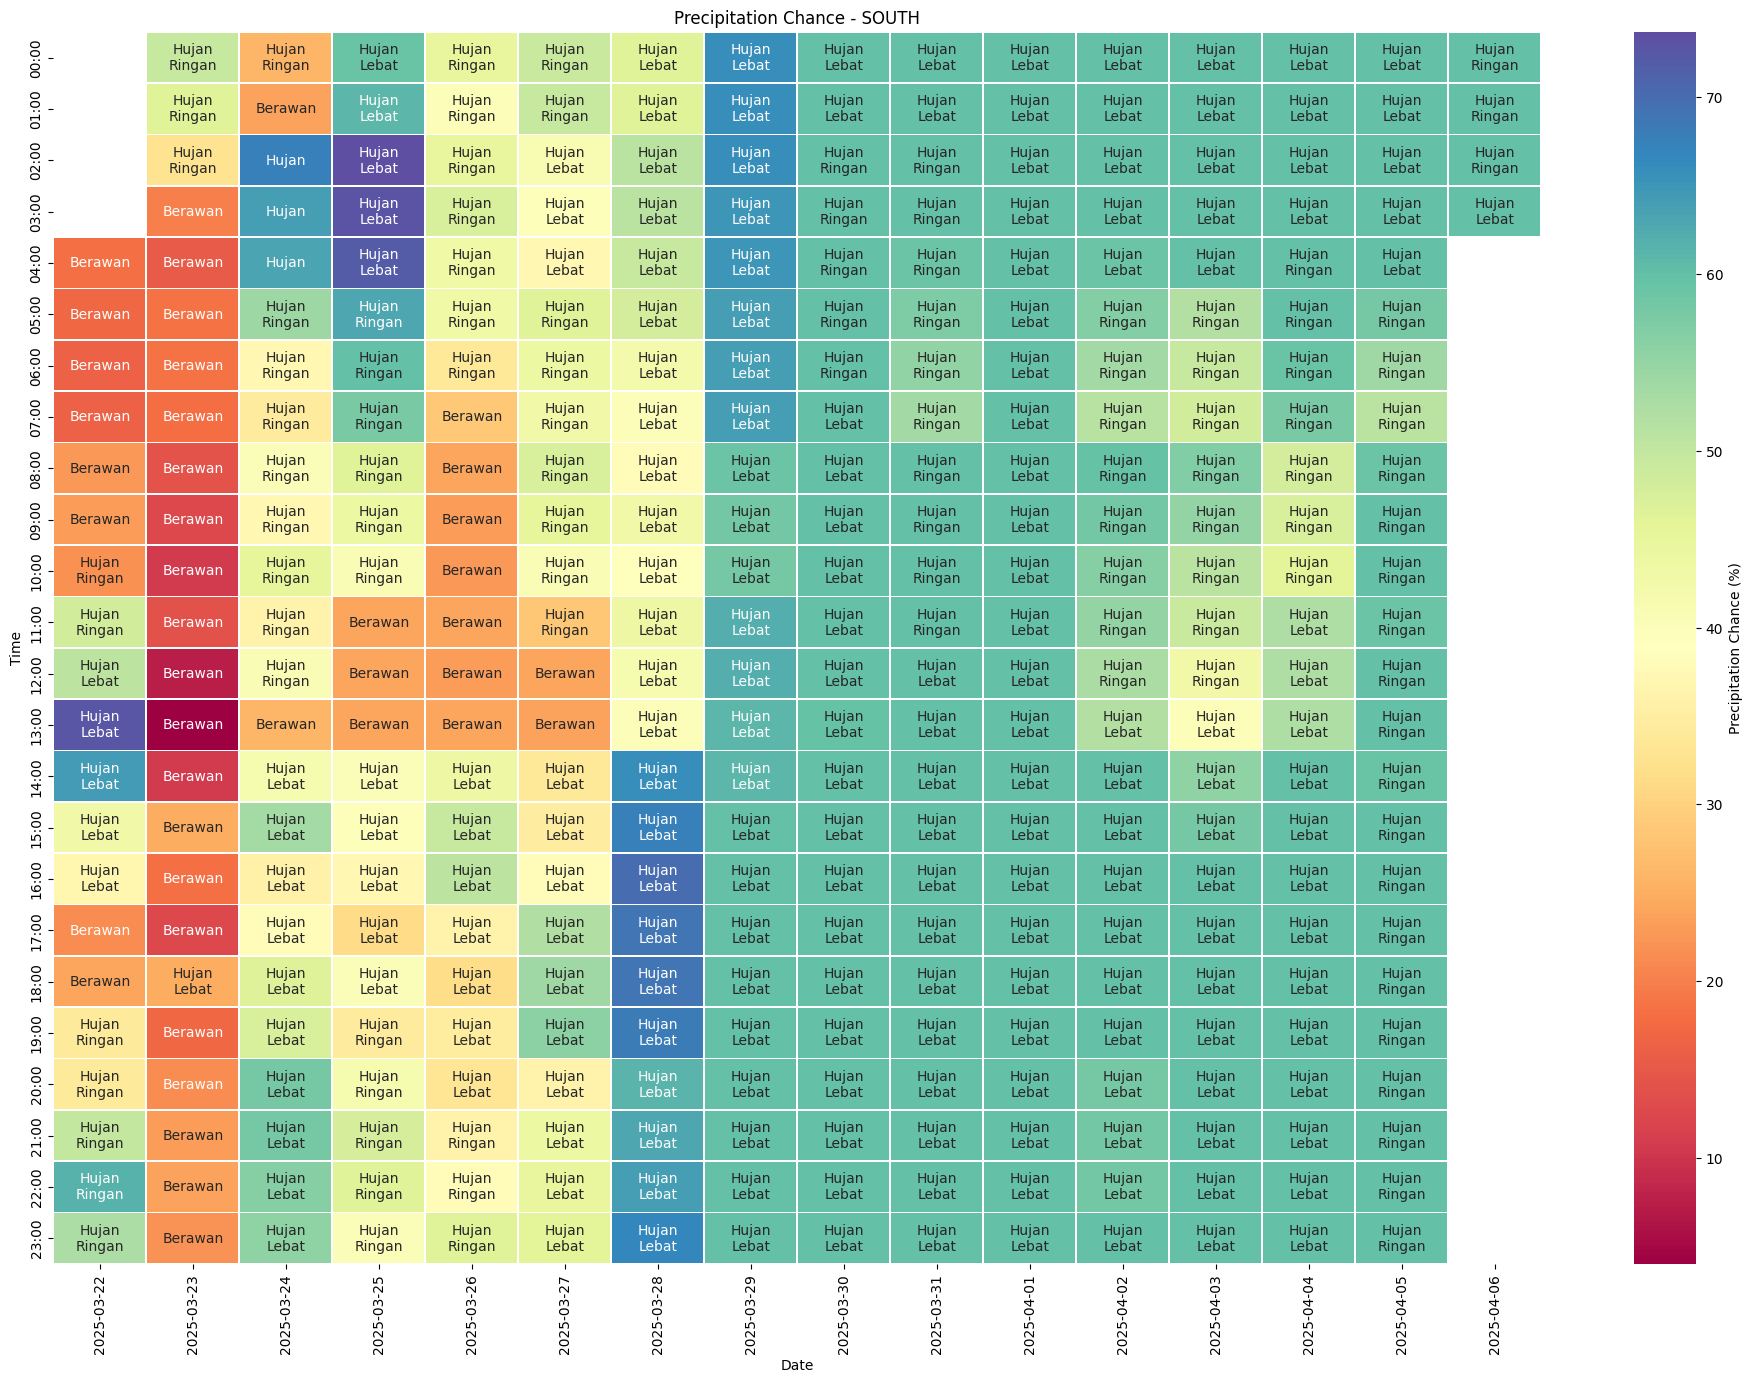 Precipitation Chance - SOUTH
00:00 Hujan Ringan Hujan Ringan Hujan Lebat Hujan Ringan Hujan Ringan Hujan Lebat Hujan Lebat Hujan Lebat Hujan Lebat Hujan Lebat Hujan Lebat Hujan Lebat Hujan Lebat Hujan Lebat Hujan Ringan
01:00 Hujan Ringan Berawan Hujan Lebat Hujan Ringan Hujan Ringan Hujan Lebat Hujan Lebat Hujan Lebat Hujan Lebat Hujan Lebat Hujan Lebat Hujan Lebat Hujan Lebat Hujan Lebat Hujan Ringan
02:00 Hujan Ringan Hujan Hujan Lebat Hujan Ringan Hujan Lebat Hujan Lebat Hujan Lebat Hujan Ringan Hujan Ringan Hujan Lebat Hujan Lebat Hujan Lebat Hujan Lebat Hujan Lebat Hujan Ringan
03:00 Berawan Hujan Hujan Lebat Hujan Ringan Hujan Lebat Hujan Lebat Hujan Lebat Hujan Ringan Hujan Ringan Hujan Lebat Hujan Lebat Hujan Lebat Hujan Lebat Hujan Lebat Hujan Lebat
04:00 Berawan Berawan Hujan Hujan Lebat Hujan Ringan Hujan Lebat Hujan Lebat Hujan Lebat Hujan Ringan Hujan Ringan Hujan Lebat Hujan Lebat Hujan Lebat Hujan Ringan Hujan Lebat
05:00 Berawan Berawan Hujan Ringan Hujan Ringan Hujan Ringan Hujan Ringan Hujan Lebat Hujan Lebat Hujan Ringan Hujan Ringan Hujan Lebat Hujan Ringan Hujan Ringan Hujan Ringan Hujan Ringan
06:00 Berawan Berawan Hujan Ringan Hujan Ringan Hujan Ringan Hujan Ringan Hujan Lebat Hujan Lebat Hujan Ringan Hujan Ringan Hujan Lebat Hujan Ringan Hujan Ringan Hujan Ringan Hujan Ringan
07:00 Berawan Berawan Hujan Ringan Hujan Ringan Berawan Hujan Ringan Hujan Lebat Hujan Lebat Hujan Lebat Hujan Ringan Hujan Lebat Hujan Ringan Hujan Ringan Hujan Ringan Hujan Ringan
08:00 Berawan Berawan Hujan Ringan Hujan Ringan Berawan Hujan Ringan Hujan Lebat Hujan Lebat Hujan Lebat Hujan Lebat Hujan Lebat Hujan Ringan Hujan Ringan Hujan Ringan Hujan Ringan
09:00 Berawan Berawan Hujan Ringan Hujan Ringan Berawan Hujan Ringan Hujan Lebat Hujan Lebat Hujan Lebat Hujan Ringan Hujan Lebat Hujan Ringan Hujan Ringan Hujan Ringan Hujan Ringan
10:00 Hujan Ringan Berawan Hujan Ringan Hujan Ringan Berawan Hujan Ringan Hujan Lebat Hujan Lebat Hujan Lebat Hujan Ringan Hujan Lebat Hujan Ringan Hujan Ringan Hujan Ringan Hujan Ringan
11:00 Hujan Ringan Berawan Hujan Ringan Berawan Berawan Hujan Ringan Hujan Lebat Hujan Lebat Hujan Lebat Hujan Ringan Hujan Lebat Hujan Ringan Hujan Ringan Hujan Lebat Hujan Ringan
12:00 Hujan Lebat Berawan Hujan Ringan Berawan Berawan Berawan Hujan Lebat Hujan Lebat Hujan Lebat Hujan Lebat Hujan Lebat Hujan Ringan Hujan Ringan Hujan Lebat Hujan Ringan
13:00 Hujan Lebat Berawan Berawan Berawan Berawan Berawan Hujan Lebat Hujan Lebat Hujan Lebat Hujan Lebat Hujan Lebat Hujan Lebat Hujan Lebat Hujan Lebat Hujan Ringan
14:00 Hujan Lebat Berawan Hujan Lebat Hujan Lebat Hujan Lebat Hujan Lebat Hujan Lebat Hujan Lebat Hujan Lebat Hujan Lebat Hujan Lebat Hujan Lebat Hujan Lebat Hujan Lebat Hujan Ringan
15:00 Hujan Lebat Berawan Hujan Lebat Hujan Lebat Hujan Lebat Hujan Lebat Hujan Lebat Hujan Lebat Hujan Lebat Hujan Lebat Hujan Lebat Hujan Lebat Hujan Lebat Hujan Lebat Hujan Ringan
16:00 Hujan Lebat Berawan Hujan Lebat Hujan Lebat Hujan Lebat Hujan Lebat Hujan Lebat Hujan Lebat Hujan Lebat Hujan Lebat Hujan Lebat Hujan Lebat Hujan Lebat Hujan Lebat Hujan Ringan
17:00 Berawan Berawan Hujan Lebat Hujan Lebat Hujan Lebat Hujan Lebat Hujan Lebat Hujan Lebat Hujan Lebat Hujan Lebat Hujan Lebat Hujan Lebat Hujan Lebat Hujan Lebat Hujan Ringan
18:00 Berawan Hujan Lebat Hujan Lebat Hujan Lebat Hujan Lebat Hujan Lebat Hujan Lebat Hujan Lebat Hujan Lebat Hujan Lebat Hujan Lebat Hujan Lebat Hujan Lebat Hujan Lebat Hujan Ringan
19:00 Hujan Ringan Berawan Hujan Lebat Hujan Ringan Hujan Lebat Hujan Lebat Hujan Lebat Hujan Lebat Hujan Lebat Hujan Lebat Hujan Lebat Hujan Lebat Hujan Lebat Hujan Lebat Hujan Ringan
20:00 Hujan Ringan Berawan Hujan Lebat Hujan Ringan Hujan Lebat Hujan Lebat Hujan Lebat Hujan Lebat Hujan Lebat Hujan Lebat Hujan Lebat Hujan Lebat Hujan Lebat Hujan Lebat Hujan Ringan
21:00 Hujan Ringan Berawan Hujan Lebat Hujan Ringan Hujan Ringan Hujan Lebat Hujan Lebat Hujan Lebat Hujan Lebat Hujan Lebat Hujan Lebat Hujan Lebat Hujan Lebat Hujan Lebat Hujan Ringan
22:00 Hujan Ringan Berawan Hujan Lebat Hujan Ringan Hujan Ringan Hujan Lebat Hujan Lebat Hujan Lebat Hujan Lebat Hujan Lebat Hujan Lebat Hujan Lebat Hujan Lebat Hujan Lebat Hujan Ringan
23:00 Hujan Ringan Berawan Hujan Lebat Hujan Ringan Hujan Ringan Hujan Lebat Hujan Lebat Hujan Lebat Hujan Lebat Hujan Lebat Hujan Lebat Hujan Lebat Hujan Lebat Hujan Lebat Hujan Ringan
Time
2025-03-22 2025-03-23 2025-03-24 2025-03-25 2025-03-26 2025-03-27 2025-03-28 2025-03-29 2025-03-30 2025-03-31 2025-04-01 2025-04-02 2025-04-03 2025-04-04 2025-04-05 2025-04-06
Date
70
60
50
40
30
20
10
Precipitation Chance (%)